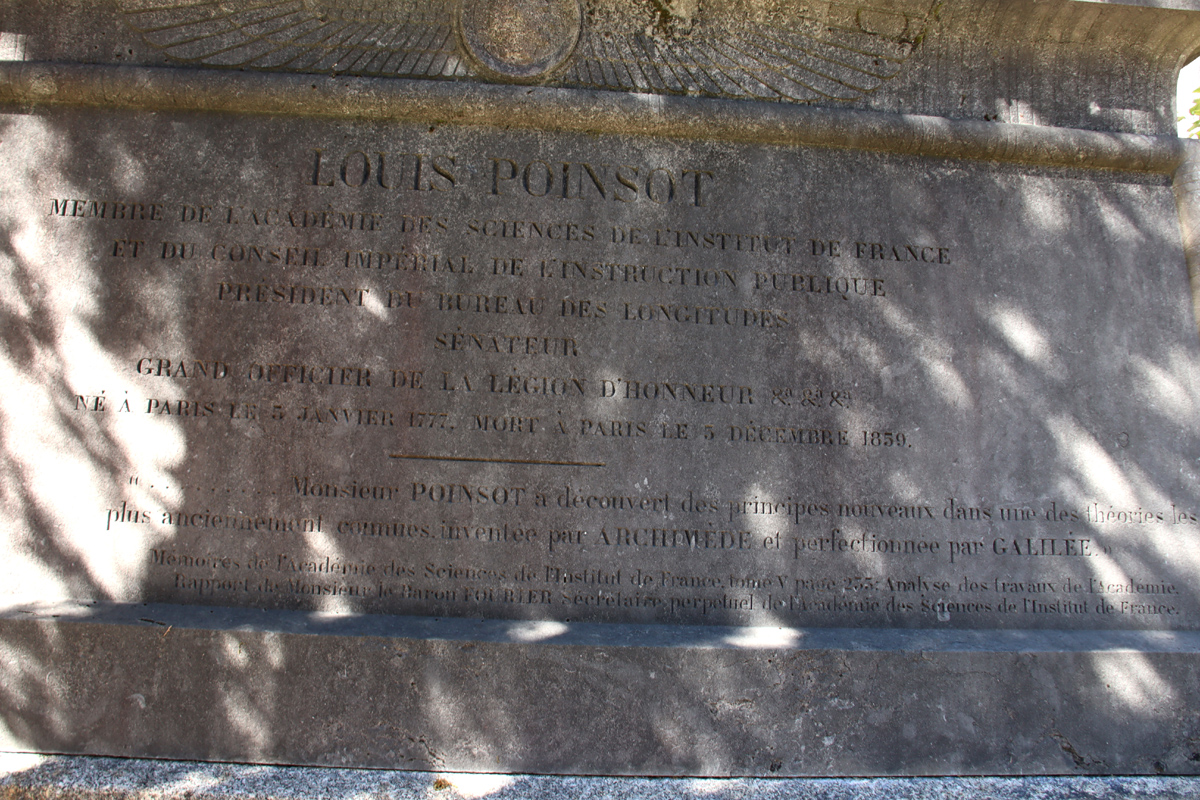 LOUIS POINSOT
MEMBRE DE L'ACADÉMIE DES SCIENCES DE L'INSTITUT DE FRANCE
ET DU CONSEIL IMPÉRIAL DE L'INSTRUCTION PUBLIQUE
PRÉSIDENT DU BUREAU DES LONGITUDES
SÉNATEUR
GRAND OFFICIER DE LA LÉGION D'HONNEUR &a. &a. &a.
NÉ À PARIS LE 3 JANVIER 1777. MORT À PARIS LE 5 DÉCEMBRE 1859.
« . . . . . . . . . . Monsieur POINSOT a découvert des principes nouveaux dans une des théories les
plus anciennement connues, inventée par ARCHIMÈDE et perfectionnée par GALILÉE. »
Mémoires de l'Académie des Sciences de l'Institut de France, tome V page 235: Analyse des travaux de l'Académie,
Rapport de Monsieur le Baron FOURIER Secrétaire perpétuel de l'Académie des Sciences de l'Institut de France.